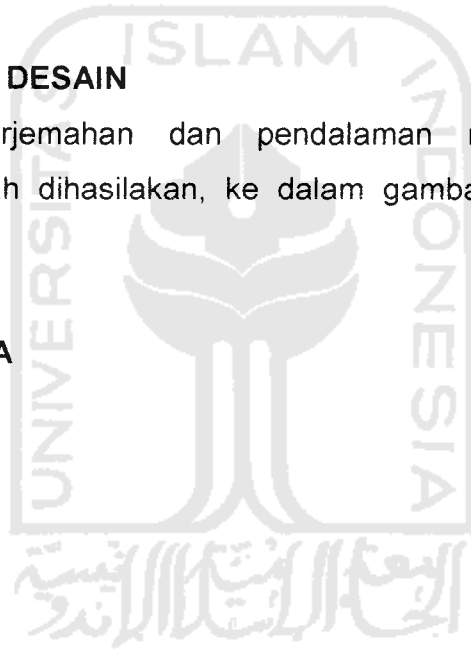 ISLAM
DESAIN
rjemahan dan pendalaman
h dihasilakan, ke dalam gamba
A
UNIVERSITAS
INDONESIA